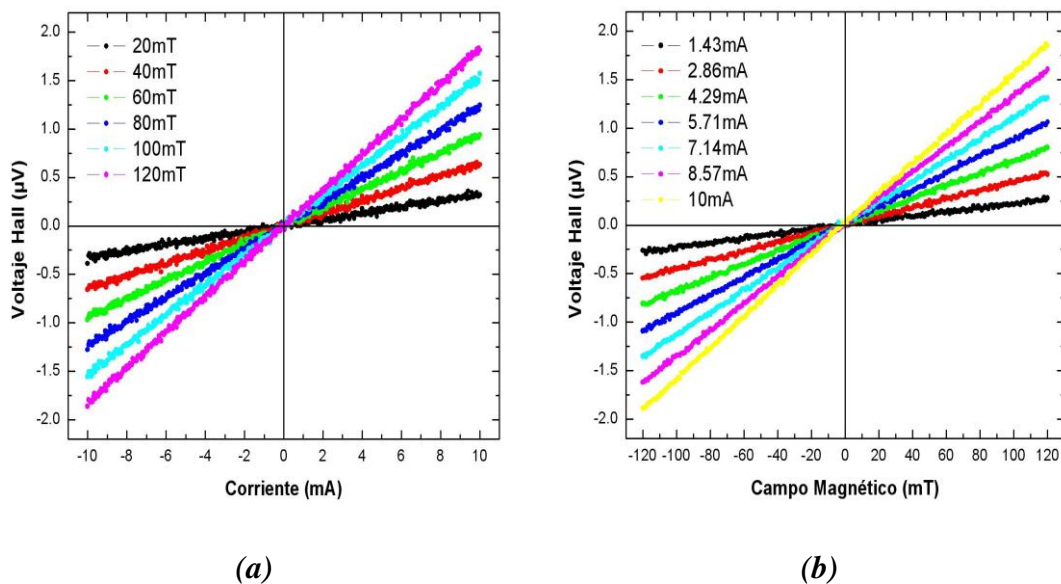 2.0
1.5
1.0
0.5
0.0
-0.5
-1.0
-1.5
-2.0
Voltaje Hall (µV)
20mT
40mT
60mT
80mT
100mT
120mT
-10 -8 -6 -4 -2 0 2 4 6 8 10
Corriente (mA)
(a)
2.0
1.5
1.0
0.5
0.0
-0.5
-1.0
-1.5
-2.0
Voltaje Hall (µV)
1.43mA
2.86mA
4.29mA
5.71mA
7.14mA
8.57mA
10mA
-120 -100 -80 -60 -40 -20 0 20 40 60 80 100 120
Campo Magnético (mT)
(b)